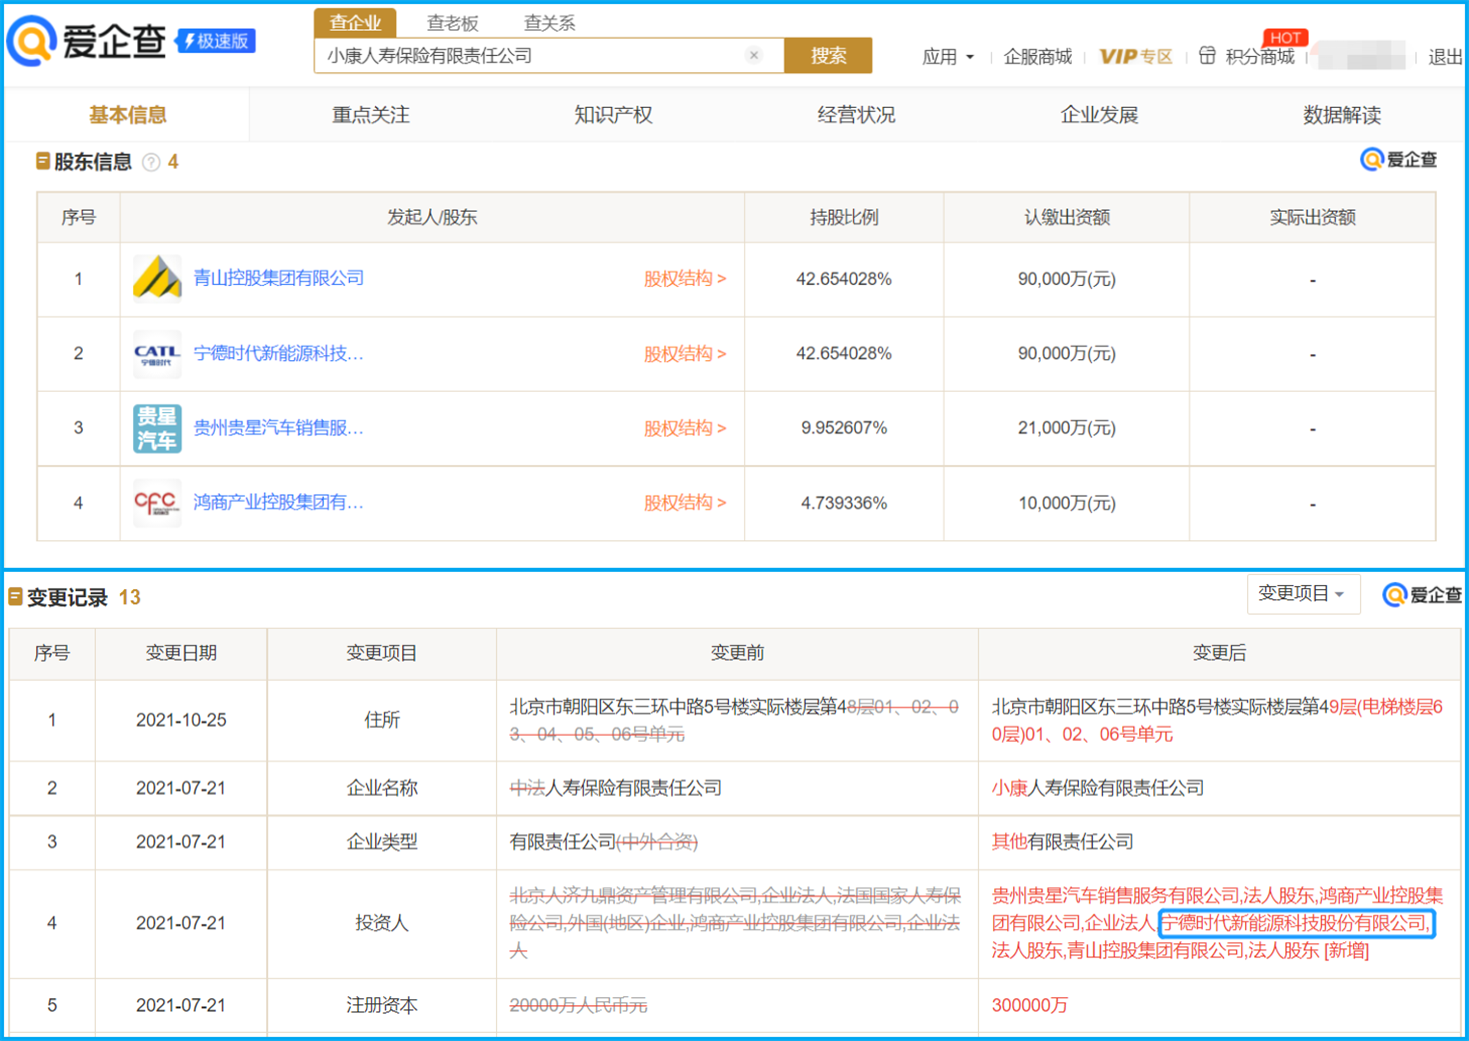 爱企查
极速版
查企业 查老板 查关系
小康人寿保险有限责任公司 × 搜索
应用 企服商城 VIP专区 积分商城 HOT 退出
基本信息 重点关注 知识产权 经营状况 企业发展 数据解读
股东信息 ? 4
爱企查
序号 发起人/股东 持股比例 认缴出资额 实际出资额
1 青山控股集团有限公司 股权结构 > 42.654028% 90,000万(元) -
2 CATL 宁德时代 宁德时代新能源科技... 股权结构 > 42.654028% 90,000万(元) -
3 贵星汽车 贵州贵星汽车销售服... 股权结构 > 9.952607% 21,000万(元) -
4 CFC 鸿商产业控股集团有... 股权结构 > 4.739336% 10,000万(元) -
变更记录 13
变更项目
爱企查
序号 变更日期 变更项目 变更前 变更后
1 2021-10-25 住所
北京市朝阳区东三环中路5号楼实际楼层第48层01、02、0
3、04、05、06号单元
北京市朝阳区东三环中路5号楼实际楼层第49层(电梯楼层6
0层)01、02、06号单元
2 2021-07-21 企业名称 中法人寿保险有限责任公司 小康人寿保险有限责任公司
3 2021-07-21 企业类型 有限责任公司(中外合资) 其他有限责任公司
4 2021-07-21 投资人
北京人济九鼎资产管理有限公司,企业法人,法国国家人寿保
险公司,外国(地区)企业,鸿商产业控股集团有限公司,企业法
人
贵州贵星汽车销售服务有限公司,法人股东,鸿商产业控股集
团有限公司,企业法人,宁德时代新能源科技股份有限公司,
法人股东,青山控股集团有限公司,法人股东 [新增]
5 2021-07-21 注册资本 20000万人民币元 300000万